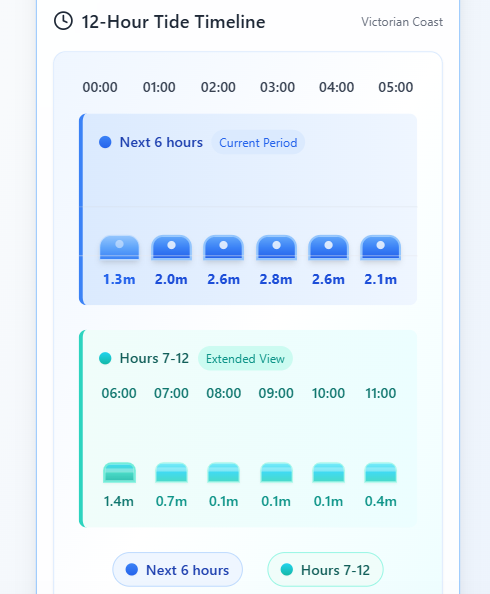 12-Hour Tide Timeline Victorian Coast
00:00 01:00 02:00 03:00 04:00 05:00
Next 6 hours Current Period
1.3m 2.0m 2.6m 2.8m 2.6m 2.1m
Hours 7-12 Extended View
06:00 07:00 08:00 09:00 10:00 11:00
1.4m 0.7m 0.1m 0.1m 0.1m 0.4m
Next 6 hours Hours 7-12